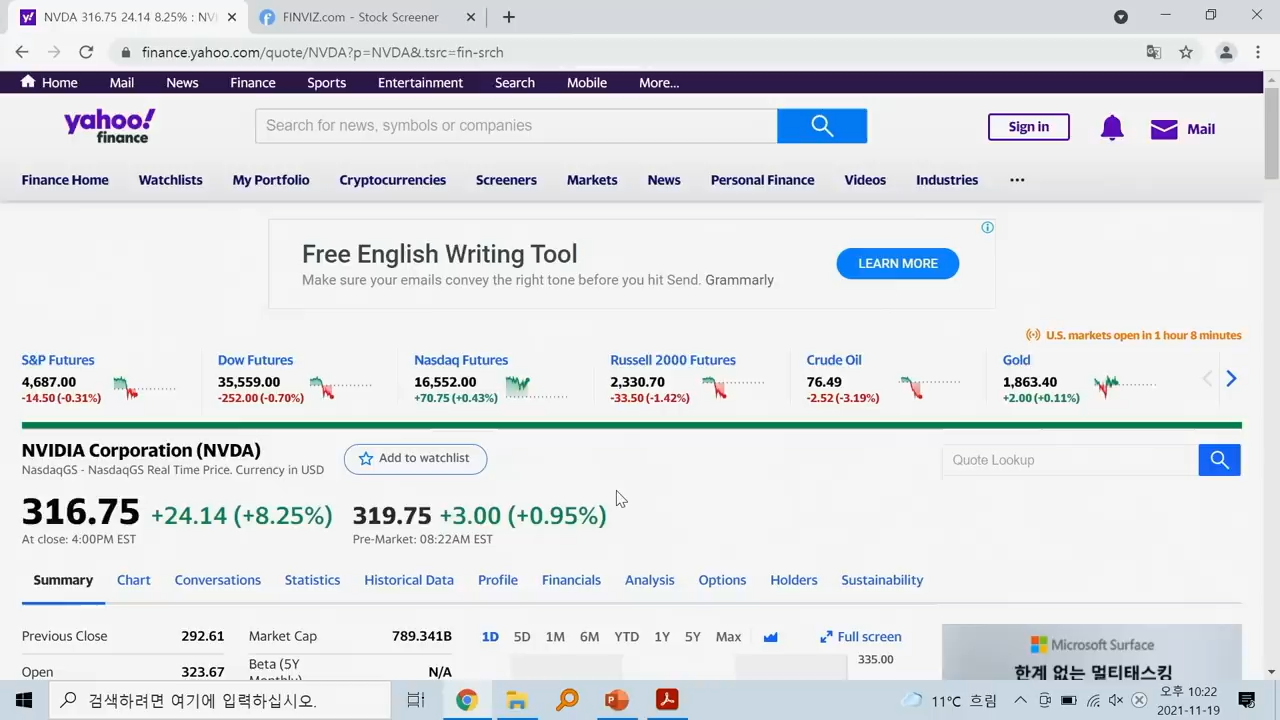 NVDA 316.75 24.14 8.25% : NV
FINVIZ.com - Stock Screener
finance.yahoo.com/quote/NVDA?p=NVDA&.tsrc=fin-srch
Home Mail News Finance Sports Entertainment Search Mobile More...
yahoo!
finance
Search for news, symbols or companies
Sign in
Mail
Finance Home Watchlists My Portfolio Cryptocurrencies Screeners Markets News Personal Finance Videos Industries ...
Free English Writing Tool
Make sure your emails convey the right tone before you hit Send. Grammarly
LEARN MORE
U.S. markets open in 1 hour 8 minutes
S&P Futures Dow Futures Nasdaq Futures Russell 2000 Futures Crude Oil Gold
4,687.00 35,559.00 16,552.00 2,330.70 76.49 1,863.40
-14.50 (-0.31%) -252.00 (-0.70%) +70.75 (+0.43%) -33.50 (-1.42%) -2.52 (-3.19%) +2.00 (+0.11%)
NVIDIA Corporation (NVDA)
NasdaqGS - NasdaqGS Real Time Price. Currency in USD
Add to watchlist
Quote Lookup
316.75 +24.14 (+8.25%) 319.75 +3.00 (+0.95%)
At close: 4:00PM EST Pre-Market: 08:22AM EST
Summary Chart Conversations Statistics Historical Data Profile Financials Analysis Options Holders Sustainability
Previous Close 292.61 Market Cap 789.341B
1D 5D 1M 6M YTD 1Y 5Y Max Full screen
Microsoft Surface
Open 323.67 Beta (5Y Monthly) N/A
335.00
한계 없는 멀티태스킹
검색하려면 여기에 입력하십시오.
11°C 흐림
오후 10:22
2021-11-19